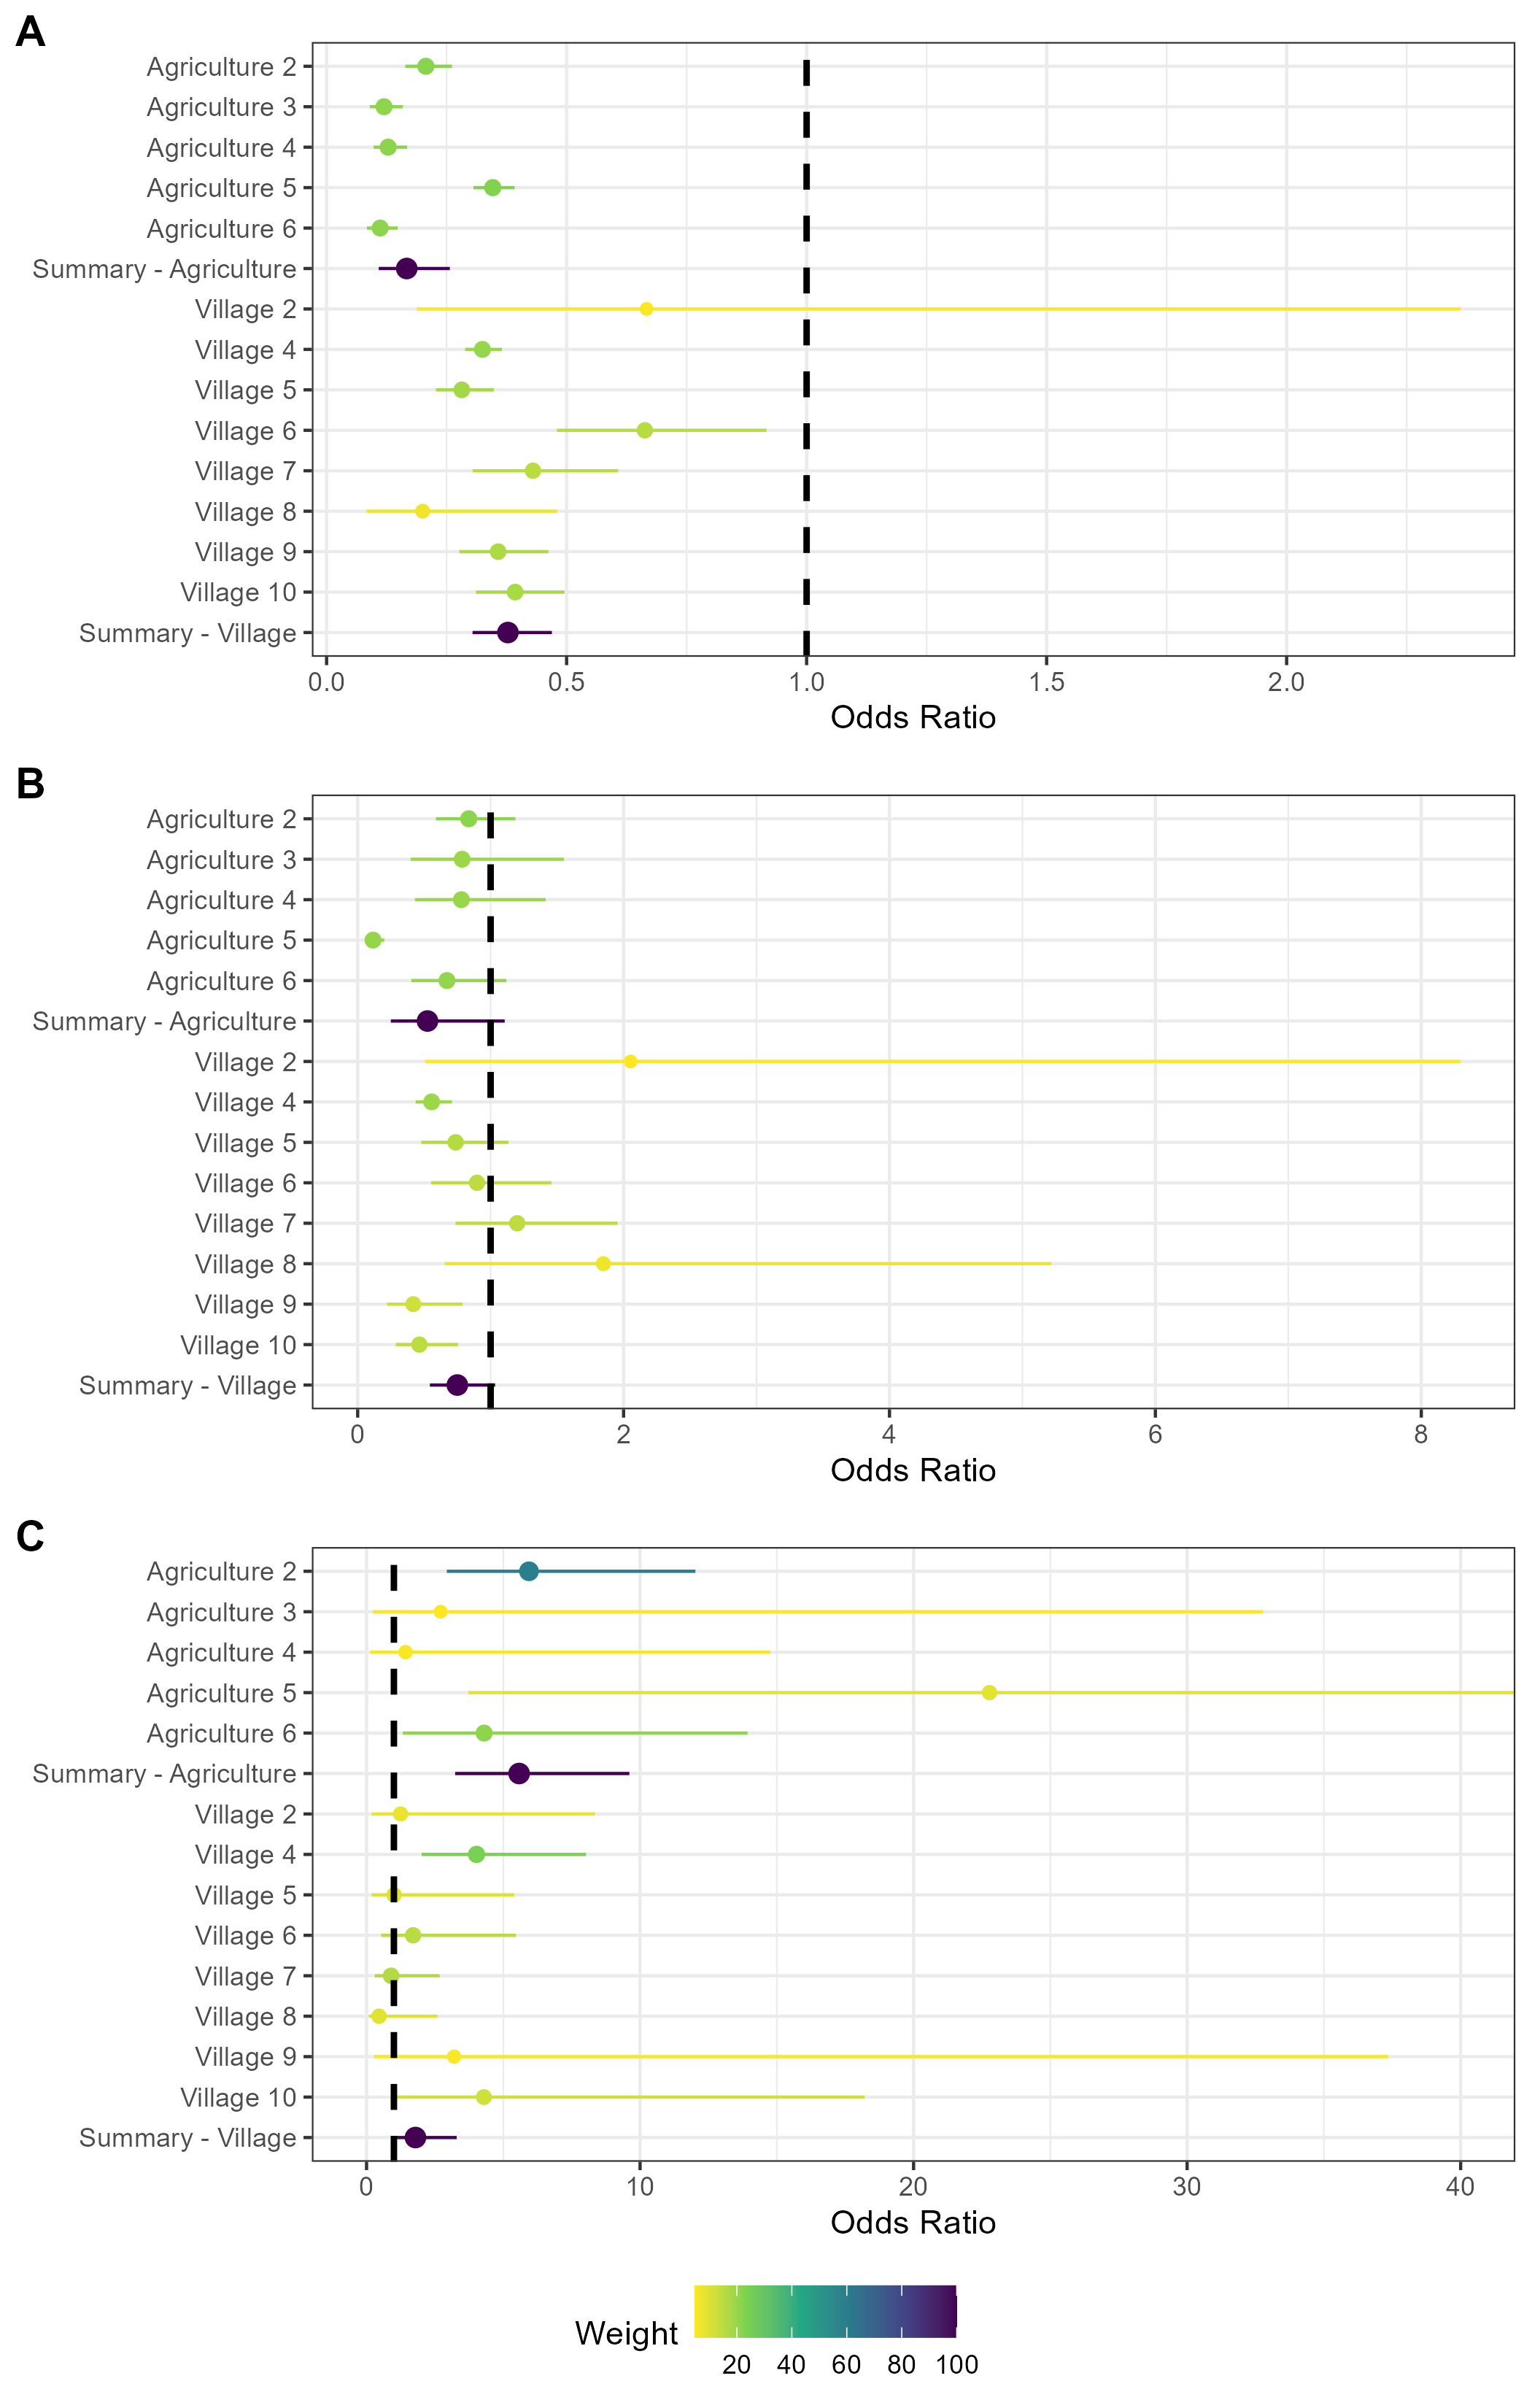 A
Agriculture 2
Agriculture 3
Agriculture 4
Agriculture 5
Agriculture 6
Summary - Agriculture
Village 2
Village 4
Village 5
Village 6
Village 7
Village 8
Village 9
Village 10
Summary - Village
0.0 0.5 1.0 1.5 2.0
Odds Ratio
B
Agriculture 2
Agriculture 3
Agriculture 4
Agriculture 5
Agriculture 6
Summary - Agriculture
Village 2
Village 4
Village 5
Village 6
Village 7
Village 8
Village 9
Village 10
Summary - Village
0 2 4 6 8
Odds Ratio
C
Agriculture 2
Agriculture 3
Agriculture 4
Agriculture 5
Agriculture 6
Summary - Agriculture
Village 2
Village 4
Village 5
Village 6
Village 7
Village 8
Village 9
Village 10
Summary - Village
0 10 20 30 40
Odds Ratio
Weight
20 40 60 80 100